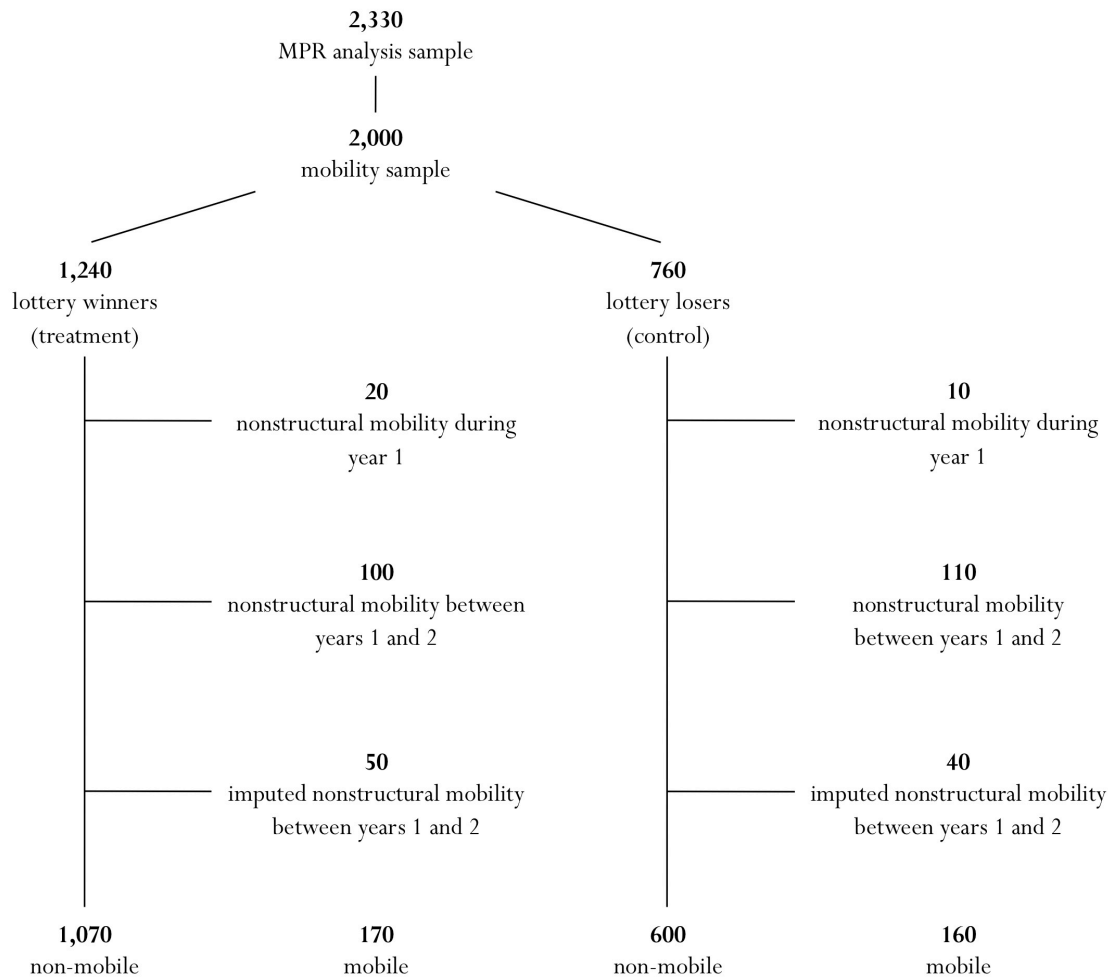 2,330
MPR analysis sample
2,000
mobility sample
1,240
lottery winners
(treatment)
760
lottery losers
(control)
20
nonstructural mobility during
year 1
10
nonstructural mobility during
year 1
100
nonstructural mobility between
years 1 and 2
110
nonstructural mobility
between years 1 and 2
50
imputed nonstructural mobility
between years 1 and 2
40
imputed nonstructural mobility
between years 1 and 2
1,070
non-mobile
170
mobile
600
non-mobile
160
mobile